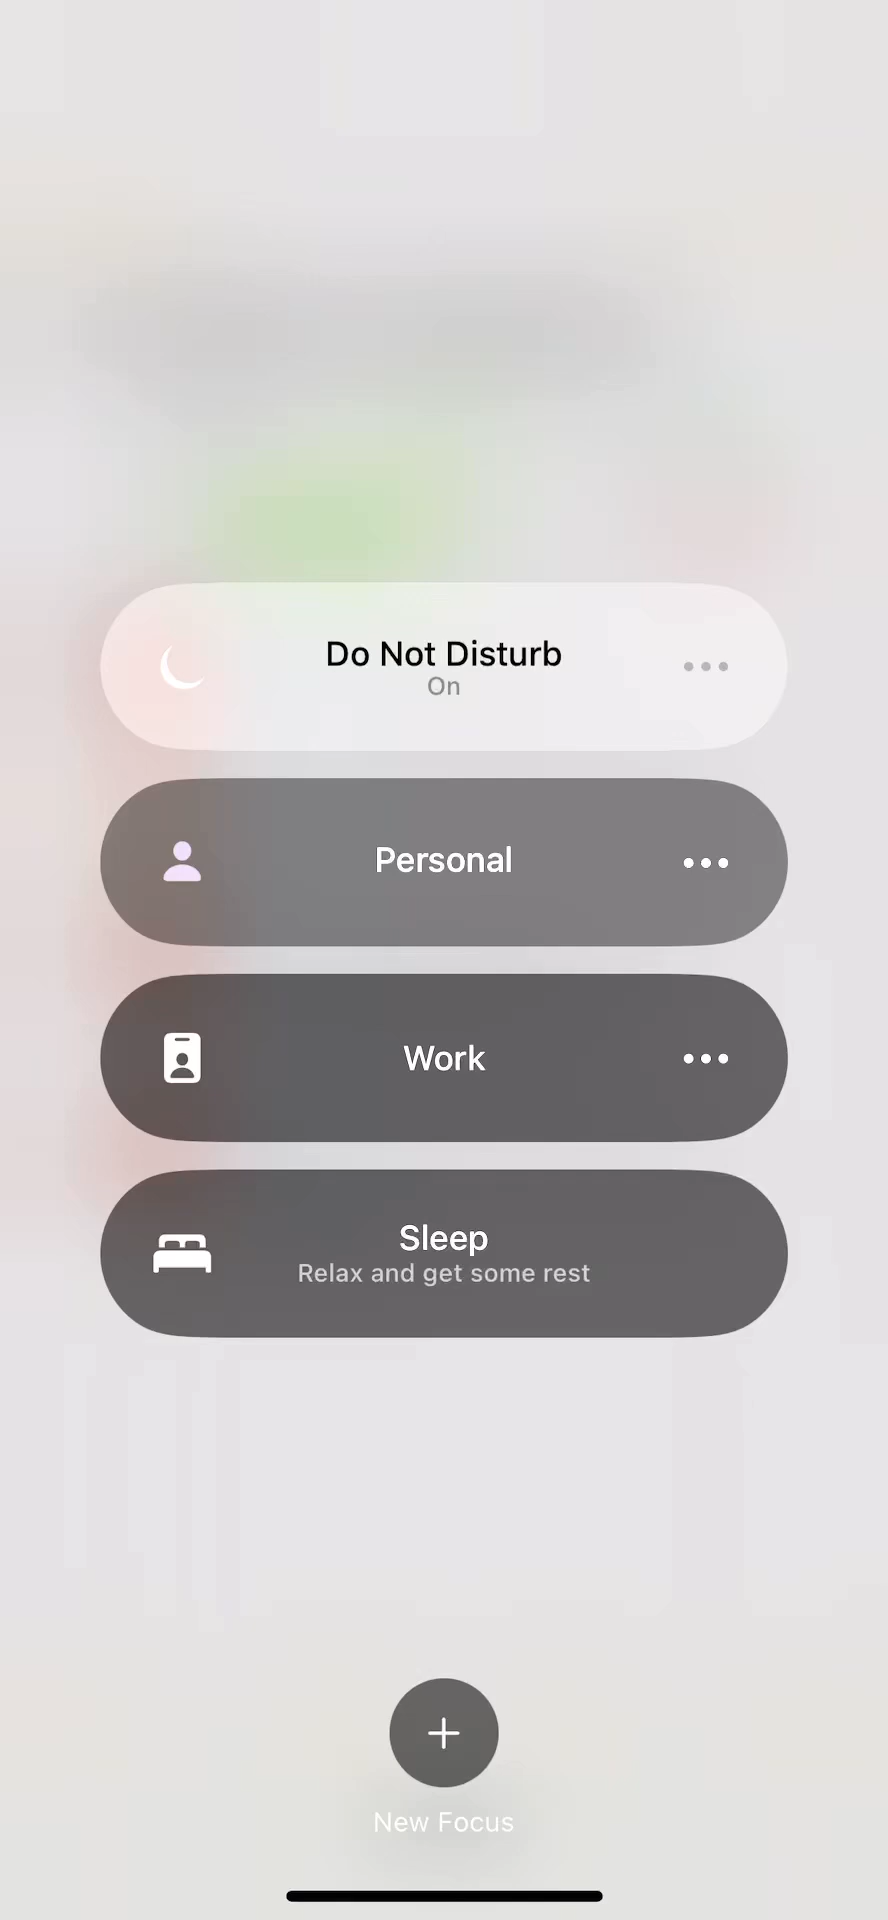 Do Not Disturb
On
Personal
Work
Sleep
Relax and get some rest
New Focus